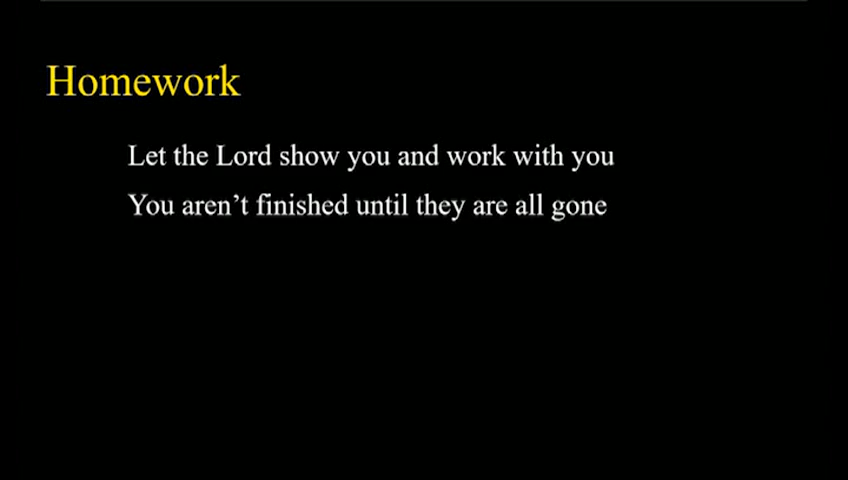 Homework
Let the Lord show you and work with you
You aren’t finished until they are all gone